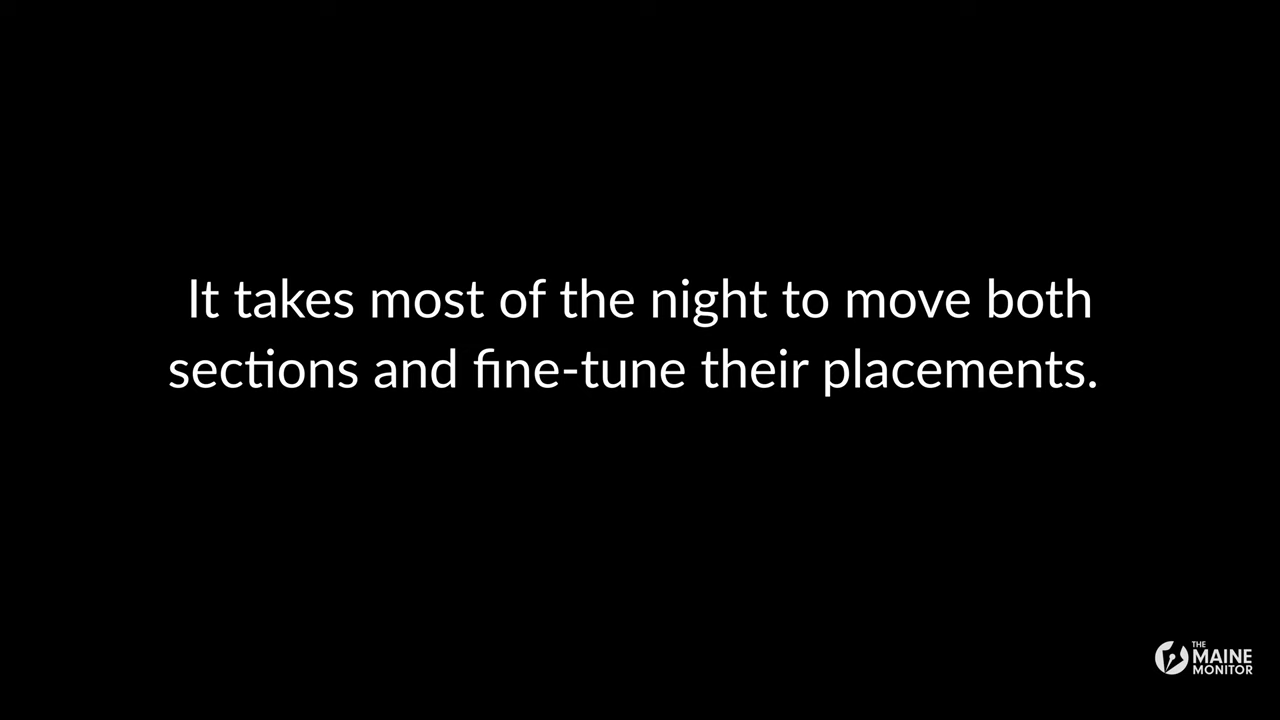 It takes most of the night to move both
sections and fine-tune their placements.
THE
MAINE
MONITOR